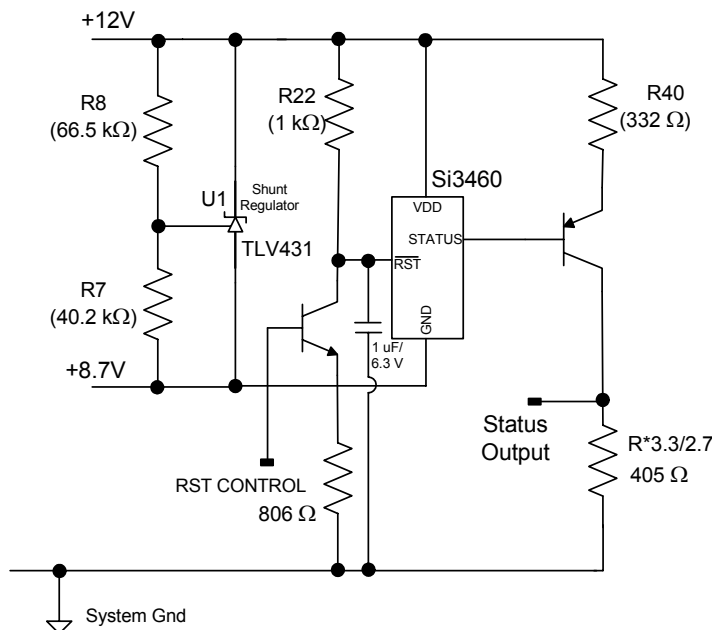 +12V
R8
(66.5 kΩ)
R22
(1 kΩ)
R40
(332 Ω)
Si3460
VDD
U1
Shunt
Regulator
STATUS
TLV431
RST
R7
(40.2 kΩ)
GND
1 uF/
6.3 V
+8.7V
Status
Output
R*3.3/2.7
405 Ω
RST CONTROL
806 Ω
System Gnd